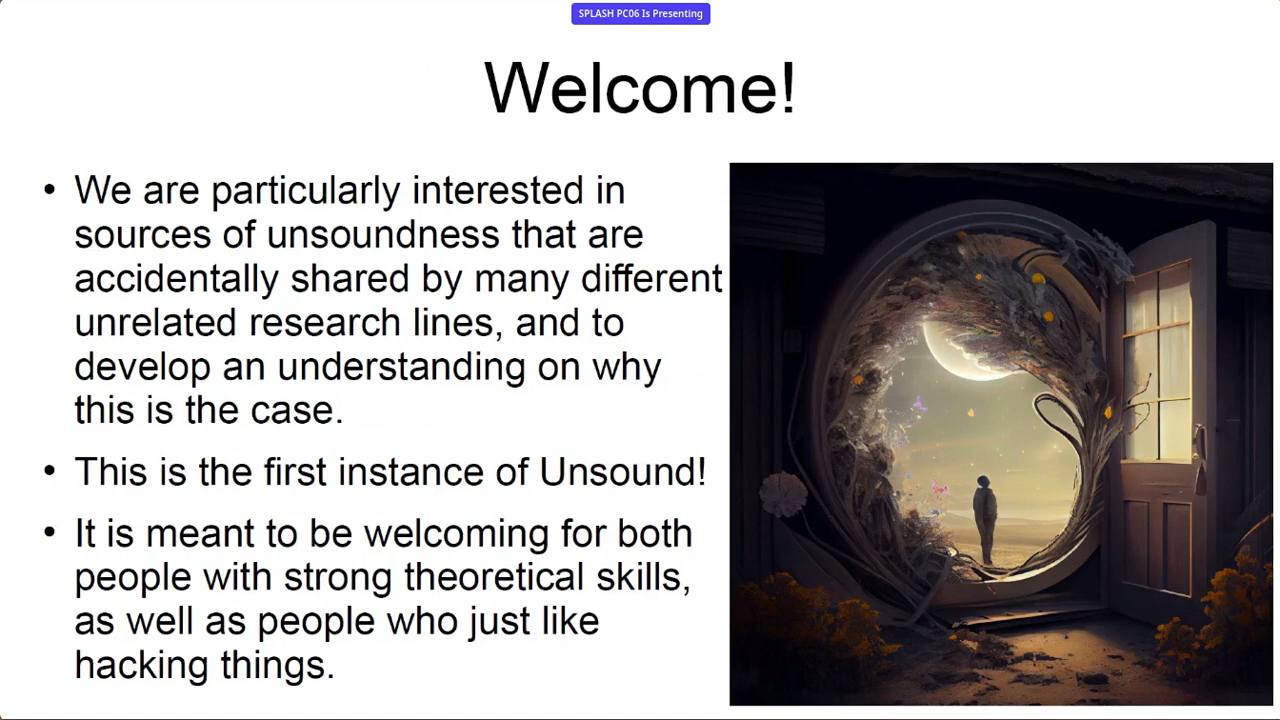 SPLASH PC06 Is Presenting
Welcome!
• We are particularly interested in
sources of unsoundness that are
accidentally shared by many different
unrelated research lines, and to
develop an understanding on why
this is the case.
• This is the first instance of Unsound!
• It is meant to be welcoming for both
people with strong theoretical skills,
as well as people who just like
hacking things.